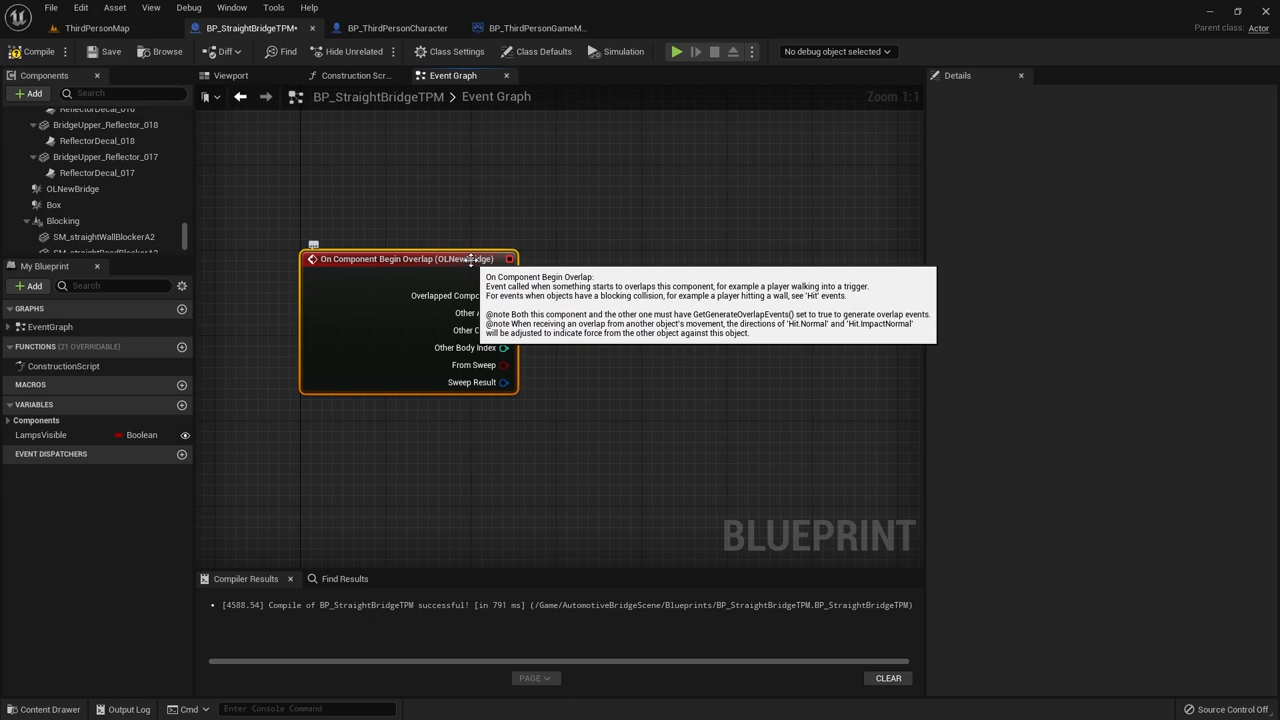 File Edit Asset View Debug Window Tools Help
ThirdPersonMap BP_StraightBridgeTPM* BP_ThirdPersonCharacter BP_ThirdPersonGameM... Parent class: Actor
Compile Save Browse Diff Find Hide Unrelated Class Settings Class Defaults Simulation No debug object selected
Components Viewport Construction Scr... Event Graph Details
Add Search BP_StraightBridgeTPM > Event Graph Zoom 1:1
BridgeUpper_Reflector_018
ReflectorDecal_018
BridgeUpper_Reflector_017
ReflectorDecal_017
OLNewBridge
Box
Blocking
SM_straightWallBlockerA2
My Blueprint
Add Search
GRAPHS
EventGraph
FUNCTIONS (21 OVERRIDABLE)
ConstructionScript
MACROS
VARIABLES
Components
LampsVisible Boolean
EVENT DISPATCHERS
On Component Begin Overlap (OLNewBridge)
Overlapped Compo
Other A
Other C
Other Body Index
From Sweep
Sweep Result
On Component Begin Overlap:
Event called when something starts to overlaps this component, for example a player walking into a trigger.
For events when objects have a blocking collision, for example a player hitting a wall, see 'Hit' events.
@note Both this component and the other one must have GetGenerateOverlapEvents() set to true to generate overlap events.
@note When receiving an overlap from another object's movement, the directions of 'Hit.Normal' and 'Hit.ImpactNormal'
will be adjusted to indicate force from the other object against this object.
BLUEPRINT
Compiler Results Find Results
[4588.54] Compile of BP_StraightBridgeTPM successful! [in 791 ms] (/Game/AutomotiveBridgeScene/Blueprints/BP_StraightBridgeTPM.BP_StraightBridgeTPM)
PAGE CLEAR
Content Drawer Output Log Cmd Enter Console Command Source Control Off